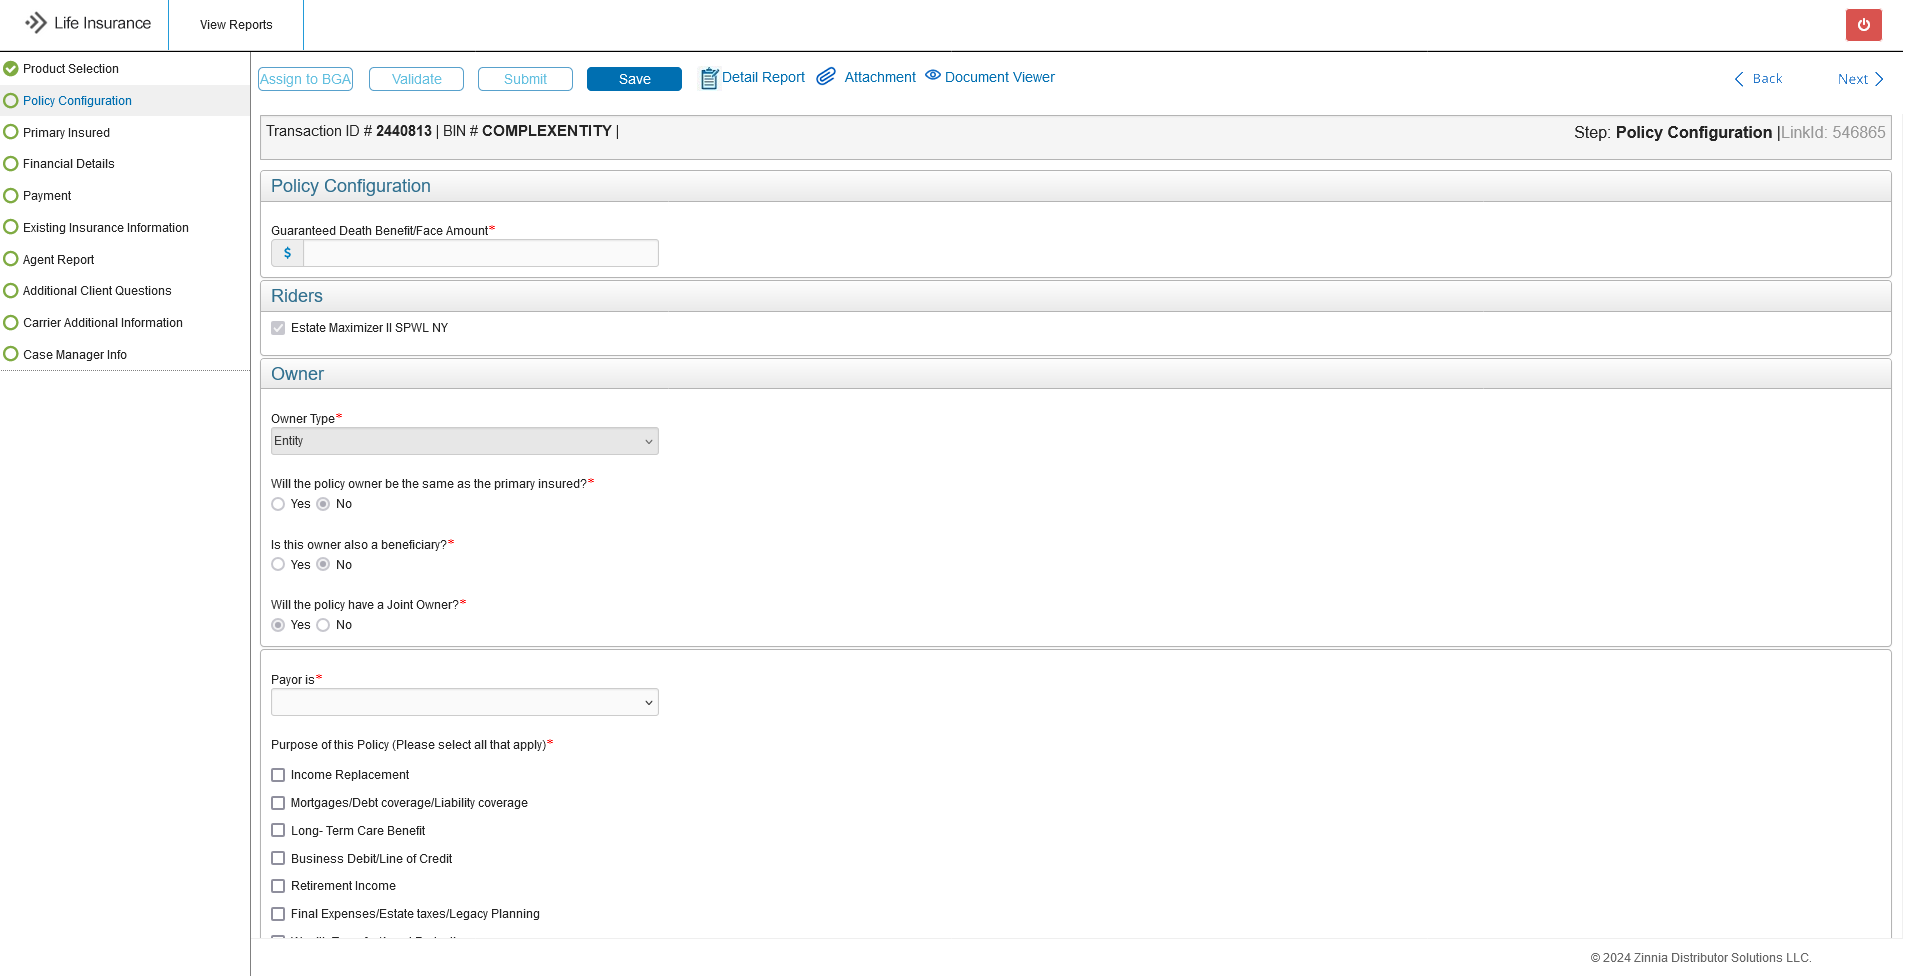 Life Insurance
View Reports
Product Selection
Policy Configuration
Primary Insured
Financial Details
Payment
Existing Insurance Information
Agent Report
Additional Client Questions
Carrier Additional Information
Case Manager Info
Assign to BGA
Validate
Submit
Save
Detail Report
Attachment
Document Viewer
Back
Next
Transaction ID # 2440813 | BIN # COMPLEXENTITY |
Step: Policy Configuration |LinkId: 546865
Policy Configuration
Guaranteed Death Benefit/Face Amount*
$
Riders
Estate Maximizer II SPWL NY
Owner
Owner Type*
Entity
Will the policy owner be the same as the primary insured?*
Yes No
Is this owner also a beneficiary?*
Yes No
Will the policy have a Joint Owner?*
Yes No
Payor is*
Purpose of this Policy (Please select all that apply)*
Income Replacement
Mortgages/Debt coverage/Liability coverage
Long- Term Care Benefit
Business Debit/Line of Credit
Retirement Income
Final Expenses/Estate taxes/Legacy Planning
© 2024 Zinnia Distributor Solutions LLC.